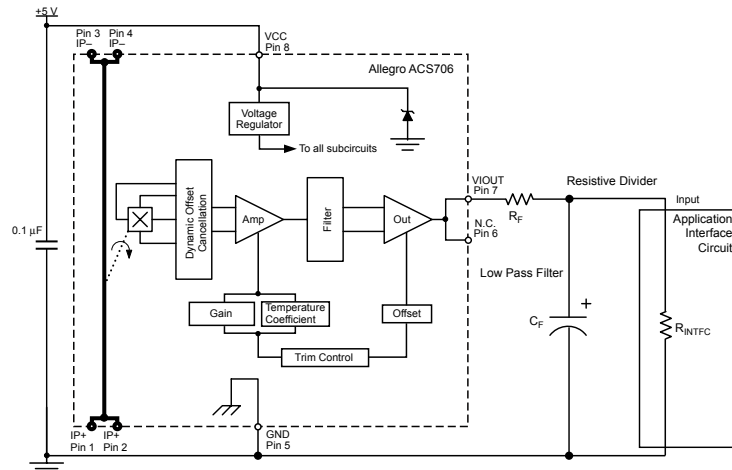 +5 V
Pin 3 Pin 4
IP– IP–
VCC
Pin 8
Allegro ACS706
Voltage
Regulator
To all subcircuits
0.1 µF
Dynamic Offset
Cancellation
Amp
Filter
Out
VIOUT
Pin 7
N.C.
Pin 6
RF
Resistive Divider
Input
Application
Interface
Circuit
Low Pass Filter
CF
+
RINTFC
Gain
Temperature
Coefficient
Offset
Trim Control
IP+ IP+
Pin 1 Pin 2
GND
Pin 5